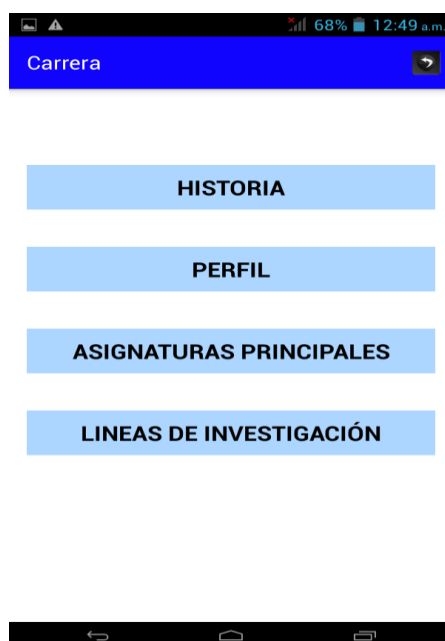 68% 12:49 a.m.
Carrera
HISTORIA
PERFIL
ASIGNATURAS PRINCIPALES
LINEAS DE INVESTIGACIÓN